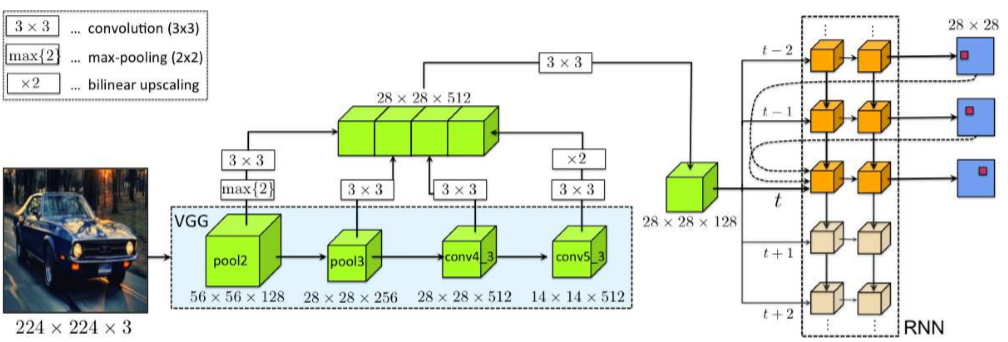 3 × 3 ... convolution (3x3)
max{2} ... max-pooling (2x2)
×2 ... bilinear upscaling
28 × 28 × 512
3 × 3
3 × 3
max{2}
3 × 3
3 × 3
×2
3 × 3
VGG
pool2
pool3
conv4_3
conv5_3
56 × 56 × 128
28 × 28 × 256
28 × 28 × 512
14 × 14 × 512
224 × 224 × 3
28 × 28 × 128
t − 2
t − 1
t
t + 1
t + 2
28 × 28
RNN